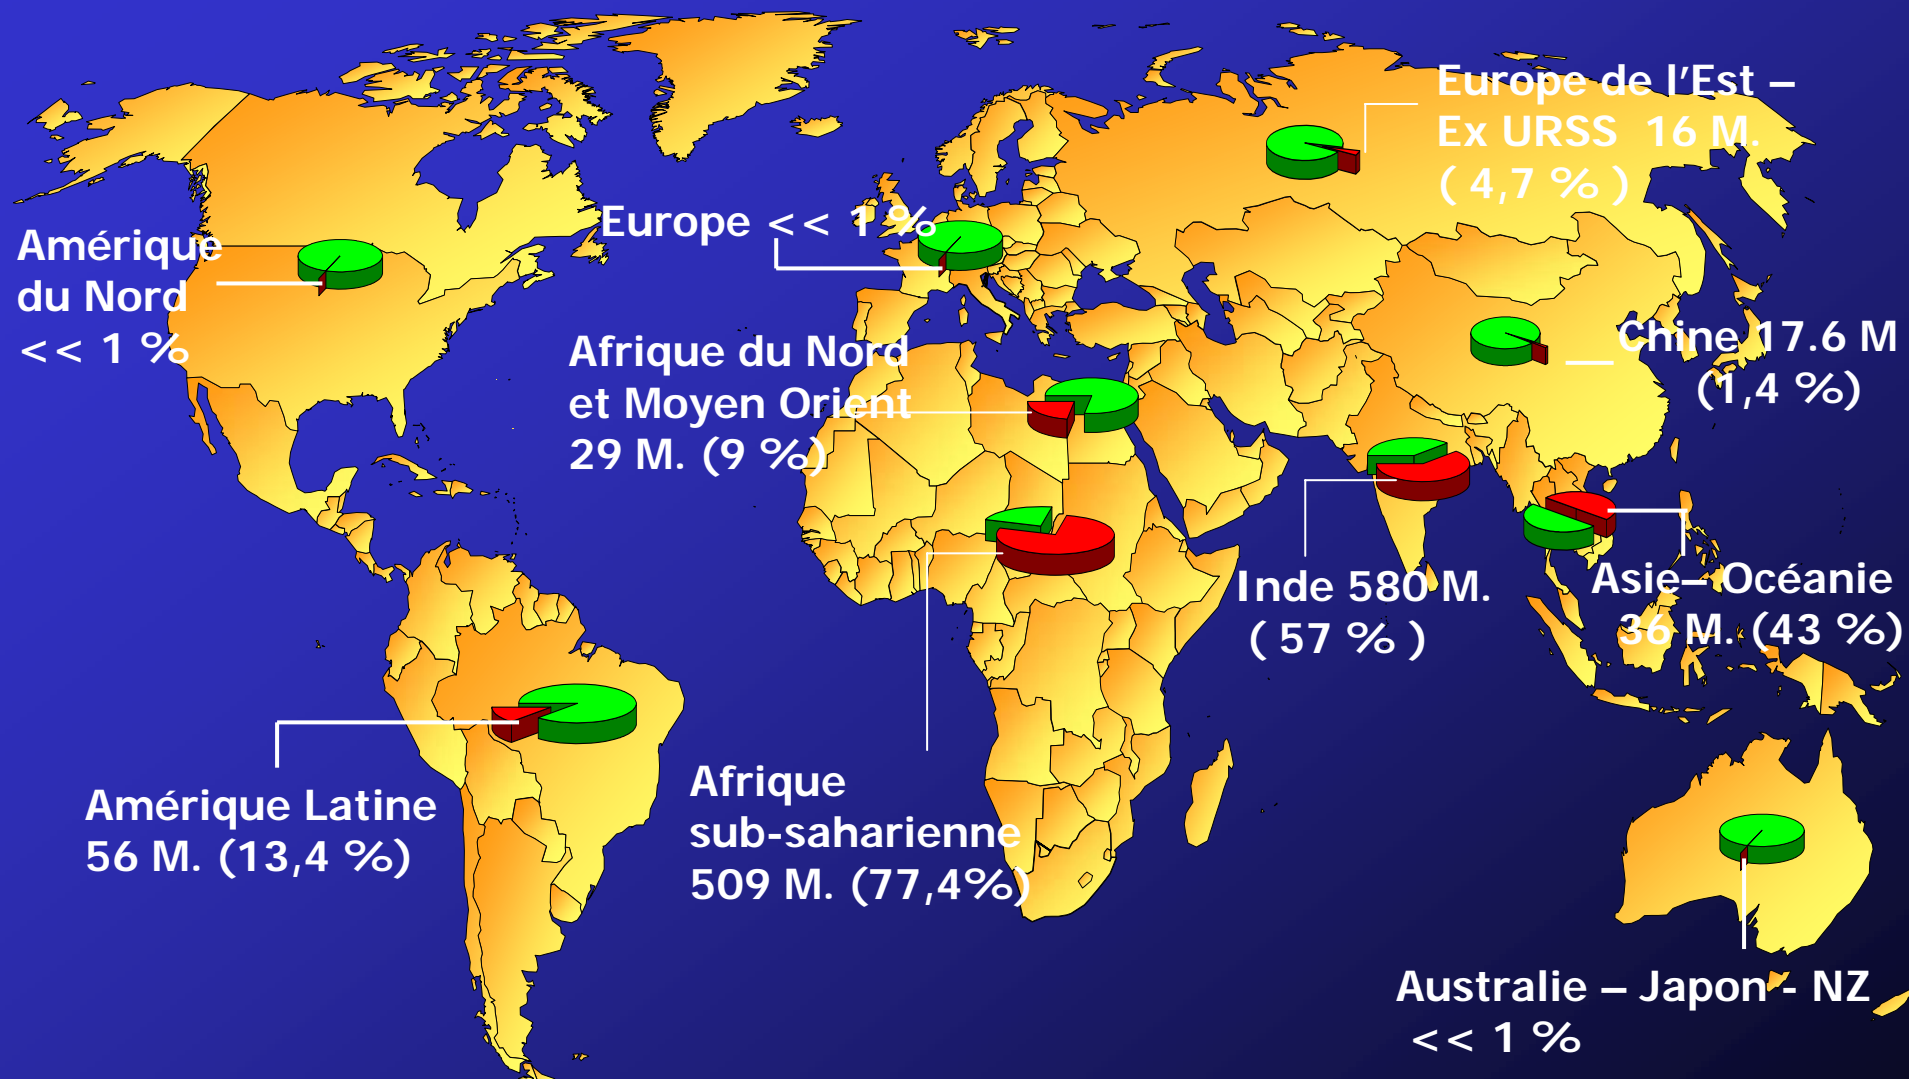 Europe de l’Est –
Ex URSS 16 M.
( 4,7 % )
Europe << 1 %
Amérique
du Nord
<< 1 %
Afrique du Nord
et Moyen Orient
29 M. (9 %)
Chine 17.6 M
(1,4 %)
Inde 580 M.
( 57 % )
Asie– Océanie
36 M. (43 %)
Amérique Latine
56 M. (13,4 %)
Afrique
sub-saharienne
509 M. (77,4%)
Australie – Japon - NZ
<< 1 %